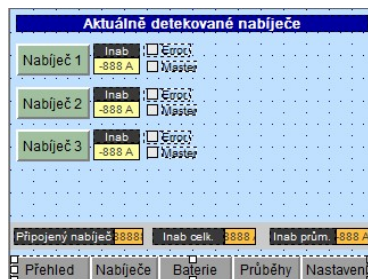 Aktuálně detekované nabíječe
Nabíječ 1 Inab Error
-888 A Master
Nabíječ 2 Inab Error
-888 A Master
Nabíječ 3 Inab Error
-888 A Master
Připojený nabíječ 8888 Inab celk. 8888 Inab prům. -888 A
Přehled Nabíječe Baterie Průběhy Nastavení